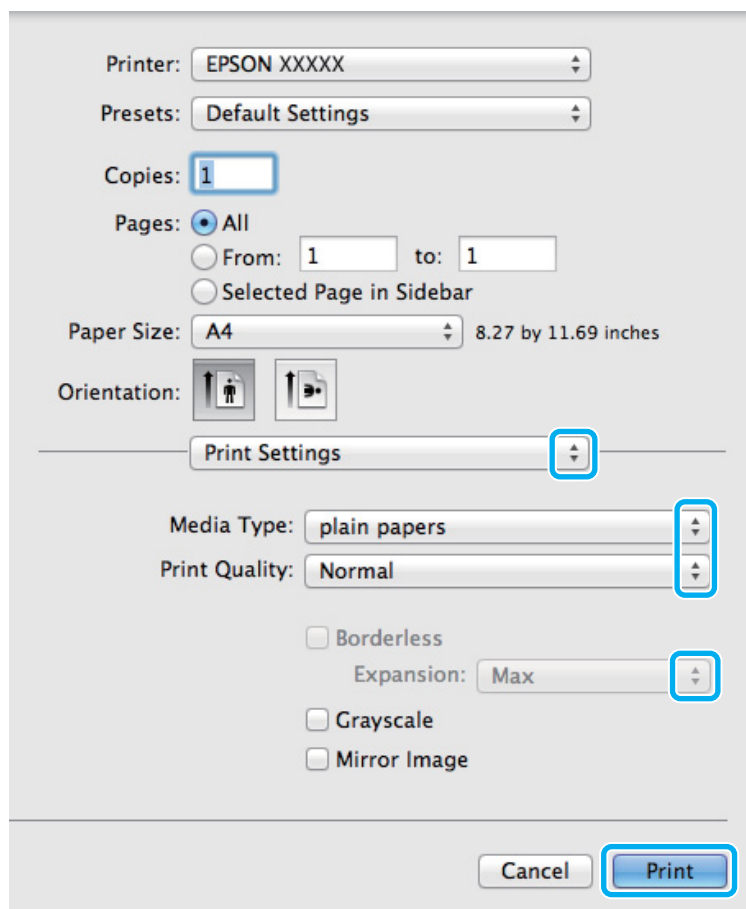 Printer: EPSON XXXXX
Presets: Default Settings
Copies: 1
Pages: All
From: 1 to: 1
Selected Page in Sidebar
Paper Size: A4 8.27 by 11.69 inches
Orientation:
Print Settings
Media Type: plain papers
Print Quality: Normal
Borderless
Expansion: Max
Grayscale
Mirror Image
Cancel Print